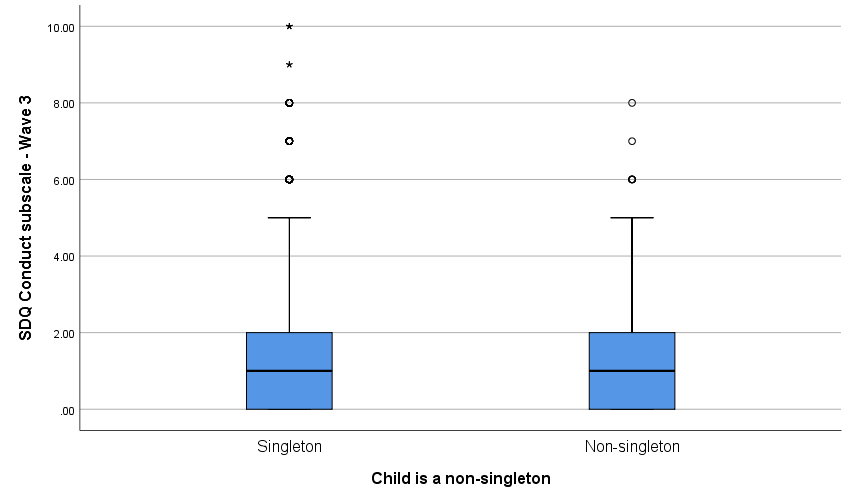 SDQ Conduct subscale - Wave 3
10.00
8.00
6.00
4.00
2.00
.00
Singleton
Non-singleton
Child is a non-singleton